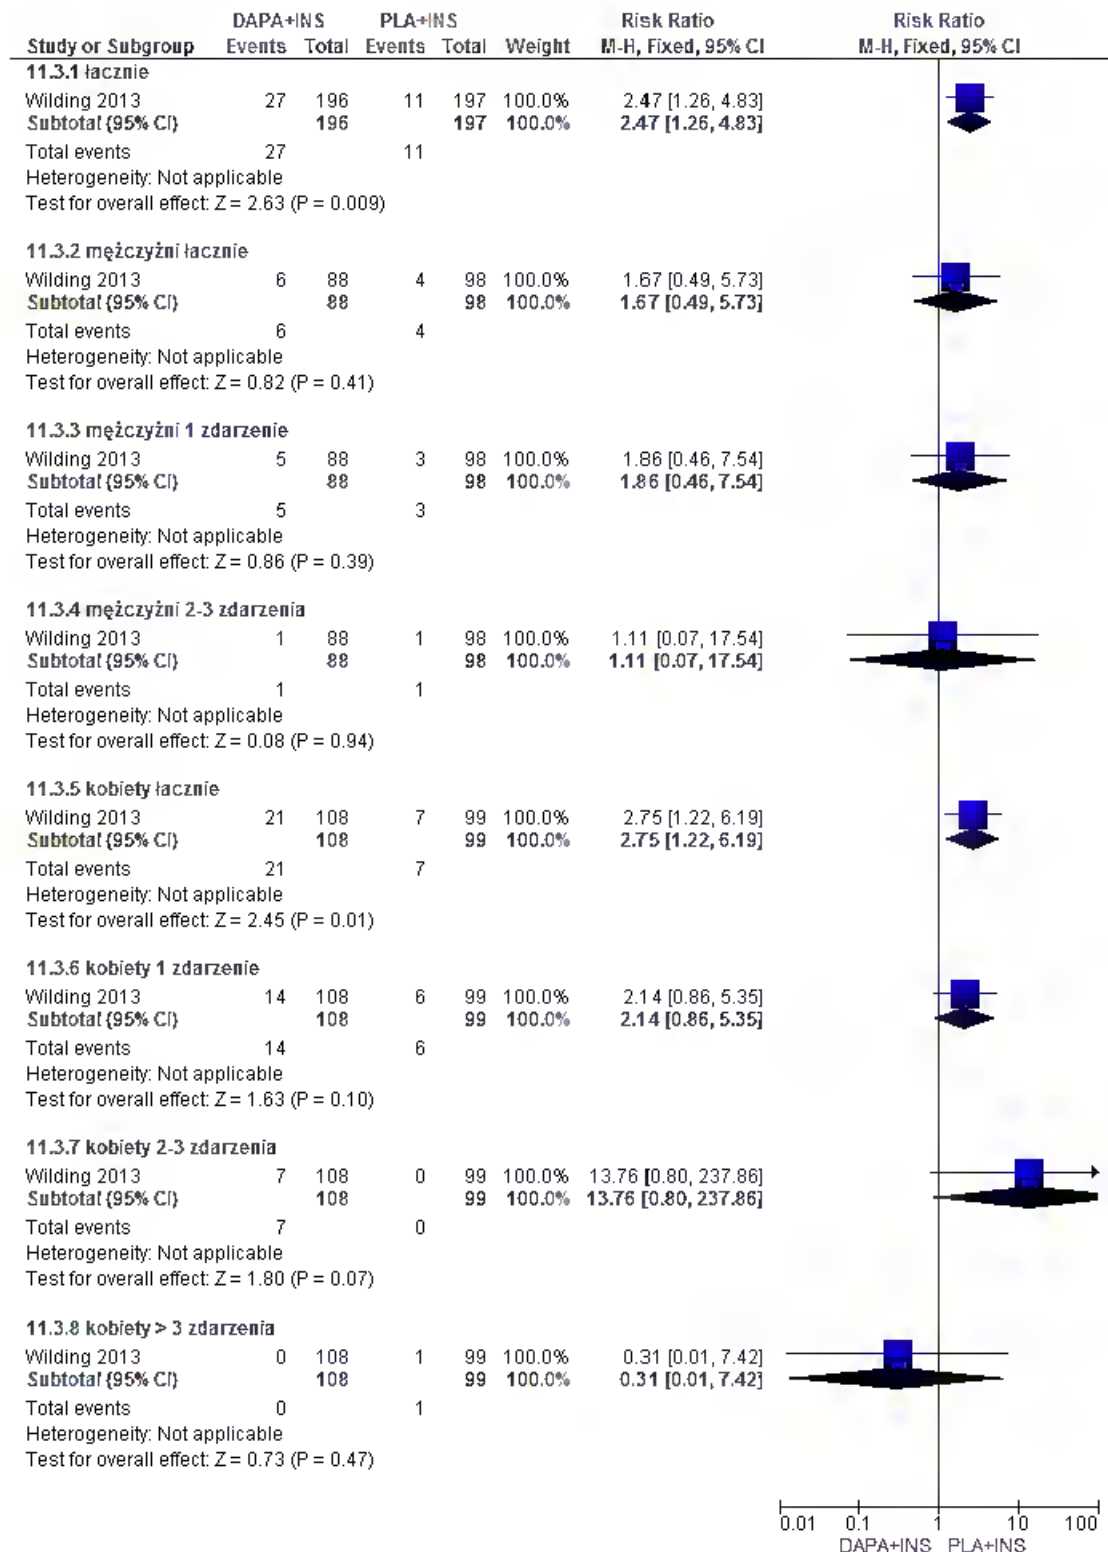 DAPA+INS PLA+INS Risk Ratio Risk Ratio
Study or Subgroup Events Total Events Total Weight M-H, Fixed, 95% CI M-H, Fixed, 95% CI
11.3.1 łacznie
Wilding 2013 27 196 11 197 100.0% 2.47 [1.26, 4.83]
Subtotal (95% CI) 196 197 100.0% 2.47 [1.26, 4.83]
Total events 27 11
Heterogeneity: Not applicable
Test for overall effect: Z = 2.63 (P = 0.009)
11.3.2 mężczyżni łacznie
Wilding 2013 6 88 4 98 100.0% 1.67 [0.49, 5.73]
Subtotal (95% CI) 88 98 100.0% 1.67 [0.49, 5.73]
Total events 6 4
Heterogeneity: Not applicable
Test for overall effect: Z = 0.82 (P = 0.41)
11.3.3 mężczyżni 1 zdarzenie
Wilding 2013 5 88 3 98 100.0% 1.86 [0.46, 7.54]
Subtotal (95% CI) 88 98 100.0% 1.86 [0.46, 7.54]
Total events 5 3
Heterogeneity: Not applicable
Test for overall effect: Z = 0.86 (P = 0.39)
11.3.4 mężczyżni 2-3 zdarzenia
Wilding 2013 1 88 1 98 100.0% 1.11 [0.07, 17.54]
Subtotal (95% CI) 88 98 100.0% 1.11 [0.07, 17.54]
Total events 1 1
Heterogeneity: Not applicable
Test for overall effect: Z = 0.08 (P = 0.94)
11.3.5 kobiety łacznie
Wilding 2013 21 108 7 99 100.0% 2.75 [1.22, 6.19]
Subtotal (95% CI) 108 99 100.0% 2.75 [1.22, 6.19]
Total events 21 7
Heterogeneity: Not applicable
Test for overall effect: Z = 2.45 (P = 0.01)
11.3.6 kobiety 1 zdarzenie
Wilding 2013 14 108 6 99 100.0% 2.14 [0.86, 5.35]
Subtotal (95% CI) 108 99 100.0% 2.14 [0.86, 5.35]
Total events 14 6
Heterogeneity: Not applicable
Test for overall effect: Z = 1.63 (P = 0.10)
11.3.7 kobiety 2-3 zdarzenia
Wilding 2013 7 108 0 99 100.0% 13.76 [0.80, 237.86]
Subtotal (95% CI) 108 99 100.0% 13.76 [0.80, 237.86]
Total events 7 0
Heterogeneity: Not applicable
Test for overall effect: Z = 1.80 (P = 0.07)
11.3.8 kobiety > 3 zdarzenia
Wilding 2013 0 108 1 99 100.0% 0.31 [0.01, 7.42]
Subtotal (95% CI) 108 99 100.0% 0.31 [0.01, 7.42]
Total events 0 1
Heterogeneity: Not applicable
Test for overall effect: Z = 0.73 (P = 0.47)
0.01 0.1 1 10 100
DAPA+INS PLA+INS